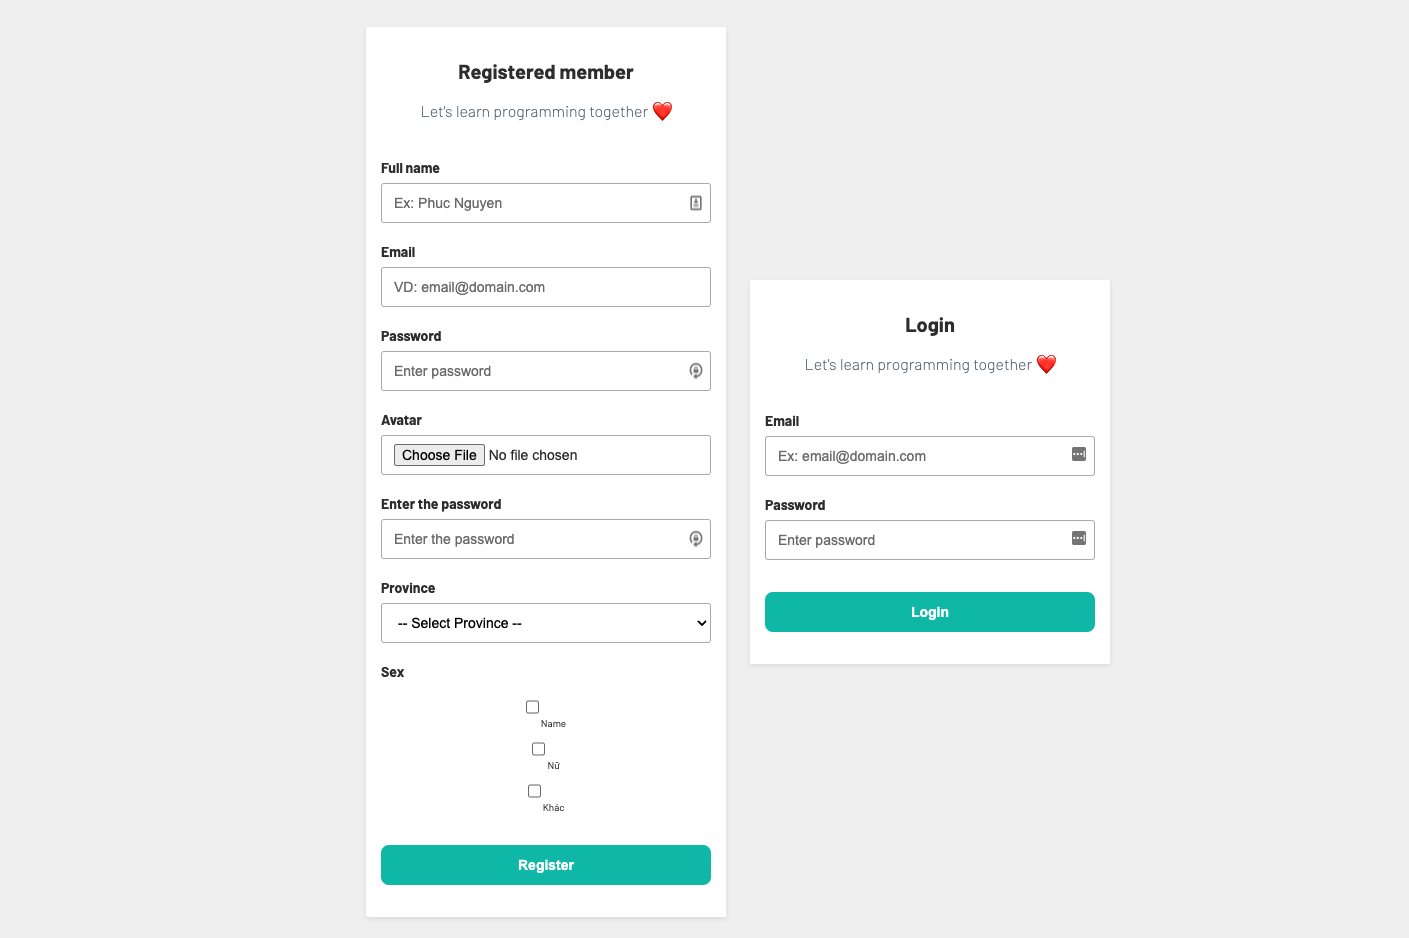 Registered member
Let's learn programming together ❤️
Full name
Ex: Phuc Nguyen
Email
VD: email@domain.com
Password
Enter password
Avatar
Choose File No file chosen
Enter the password
Enter the password
Province
-- Select Province --
Sex
Name
Nữ
Khác
Register
Login
Let's learn programming together ❤️
Email
Ex: email@domain.com
Password
Enter password
Login